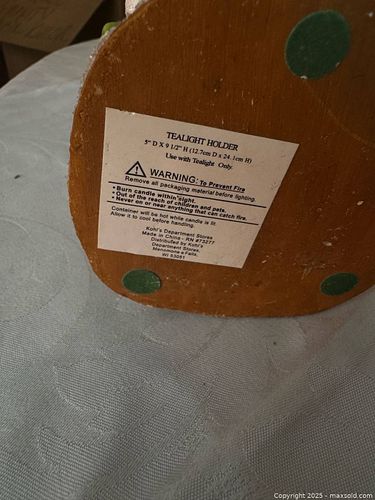 TEALIGHT HOLDER
5" D X 9 1/2" H (12.7cm D x 24.1cm H)
Use with Tealight Only.
WARNING: To Prevent Fire
Remove all packaging material before lighting.
• Burn candle within sight.
• Out of the reach of children and pets.
• Never on or near anything that can catch fire.
Container will be hot while candle is lit.
Allow it to cool before handling.
Kohl's Department Stores
Made in China - RN #73277
Distributed by Kohl's
Department Stores,
Menomonee Falls,
WI 53051
Copyright 2025 - maxsold.com